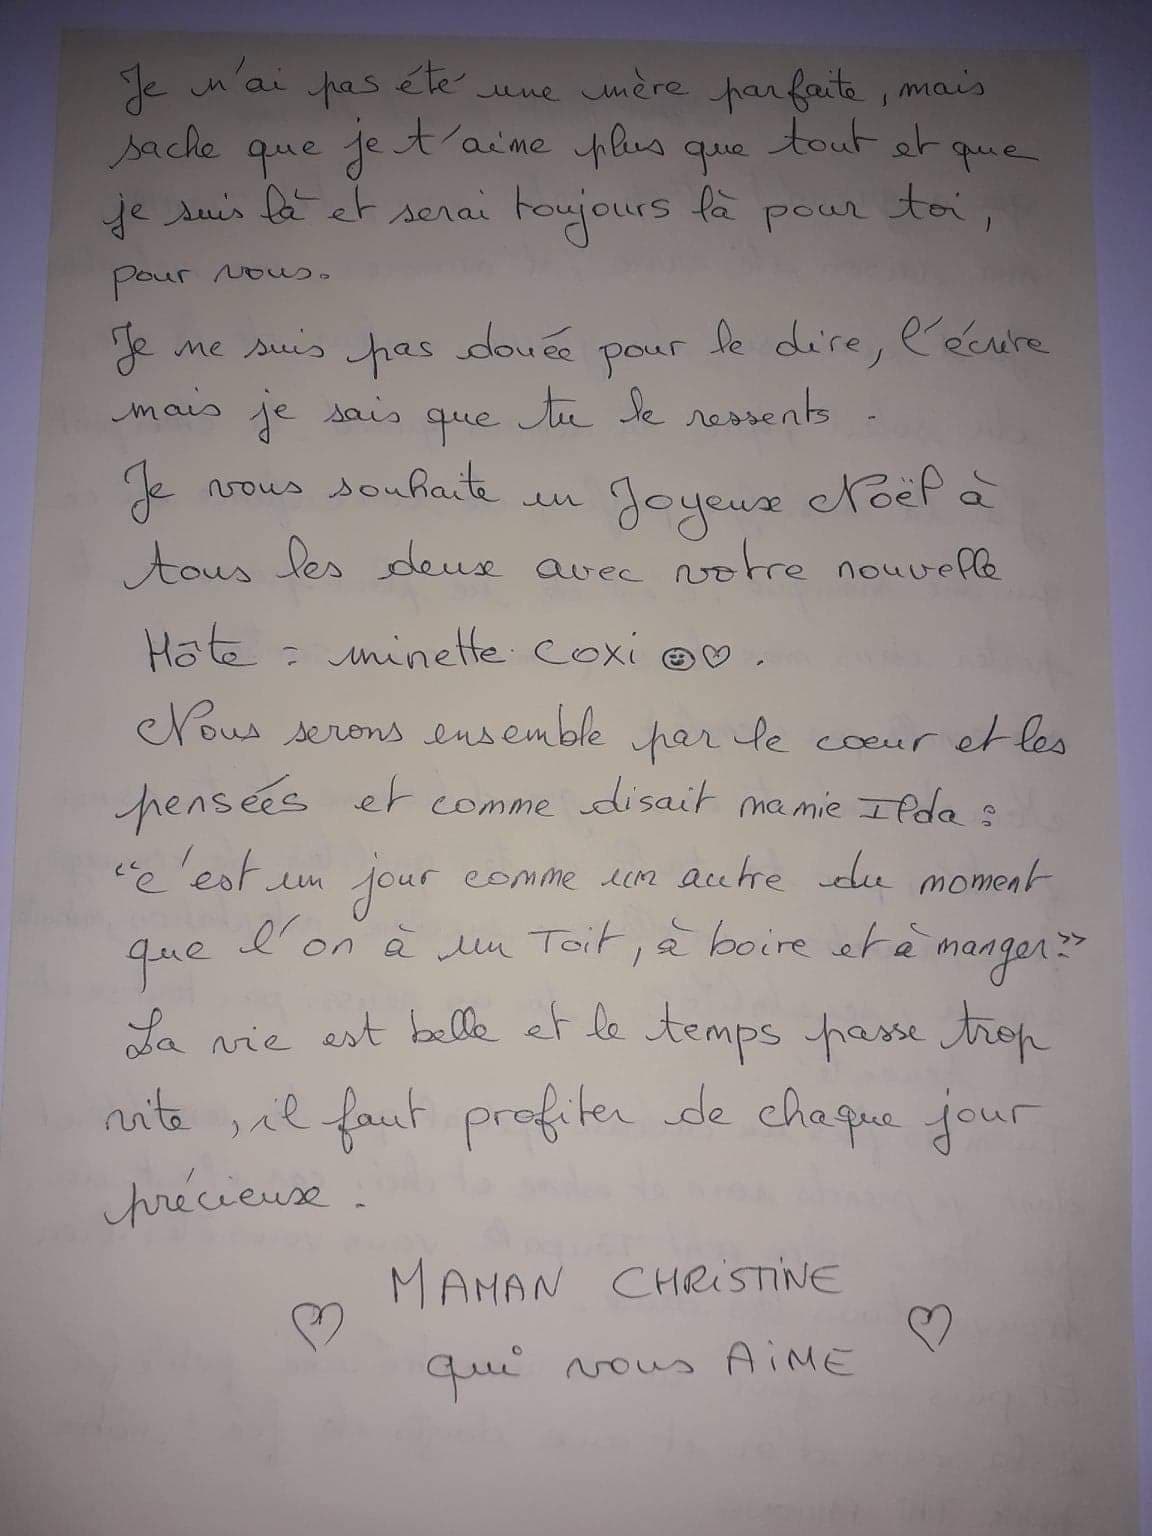 Je n'ai pas été une mère parfaite, mais
sache que je t'aime plus que tout et que
je suis là et serai toujours là pour toi,
pour vous.
Je ne suis pas douée pour le dire, l'écrire
mais je sais que tu le ressents.
Je vous souhaite un Joyeux Noël à
tous les deux avec votre nouvelle
Hôte : minette Coxi ☺♡.
Nous serons ensemble par le coeur et les
pensées et comme disait mamie Ilda :
"c'est un jour comme un autre du moment
que l'on à un Toit, à boire et à manger."
La vie est belle et le temps passe trop
vite, il faut profiter de chaque jour
précieux.
MAMAN CHRISTINE
♡ qui vous AIME ♡